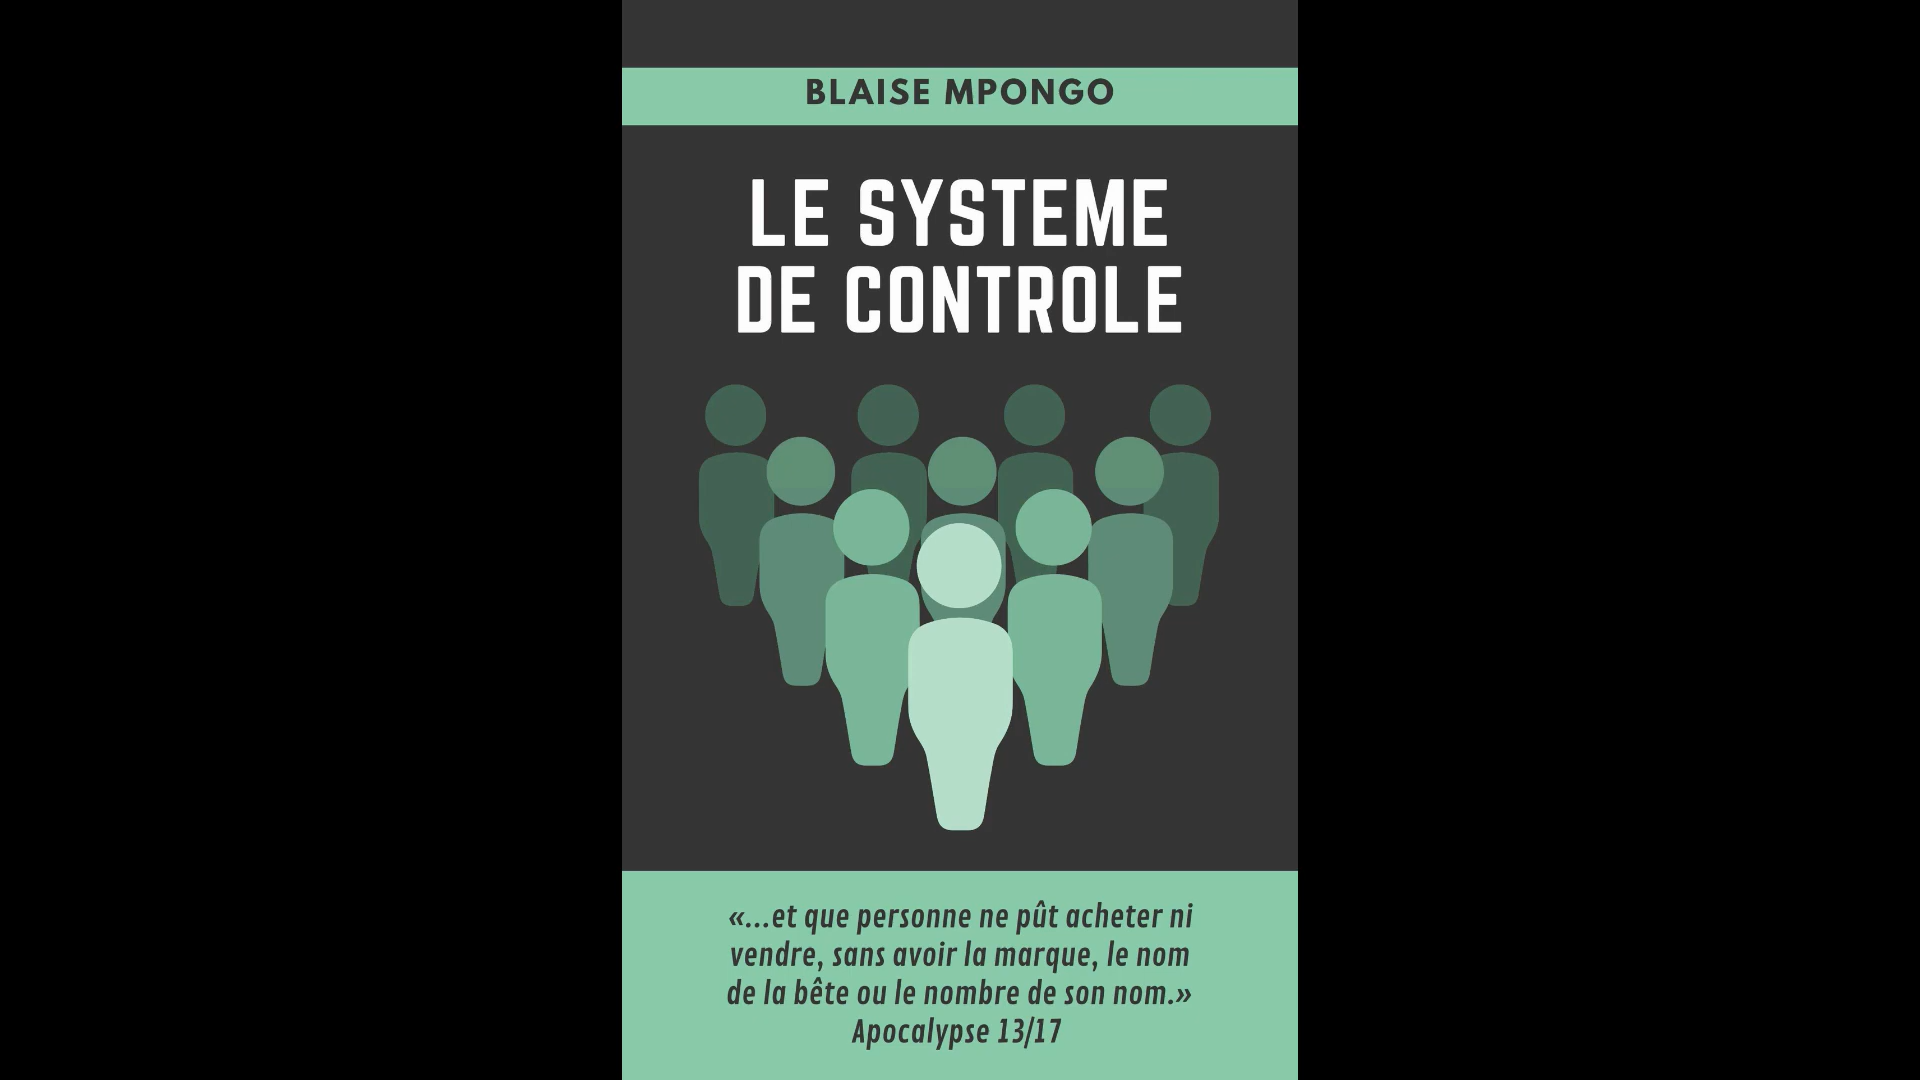 BLAISE MPONGO
LE SYSTEME
DE CONTROLE
«...et que personne ne pût acheter ni
vendre, sans avoir la marque, le nom
de la bête ou le nombre de son nom.»
Apocalypse 13/17